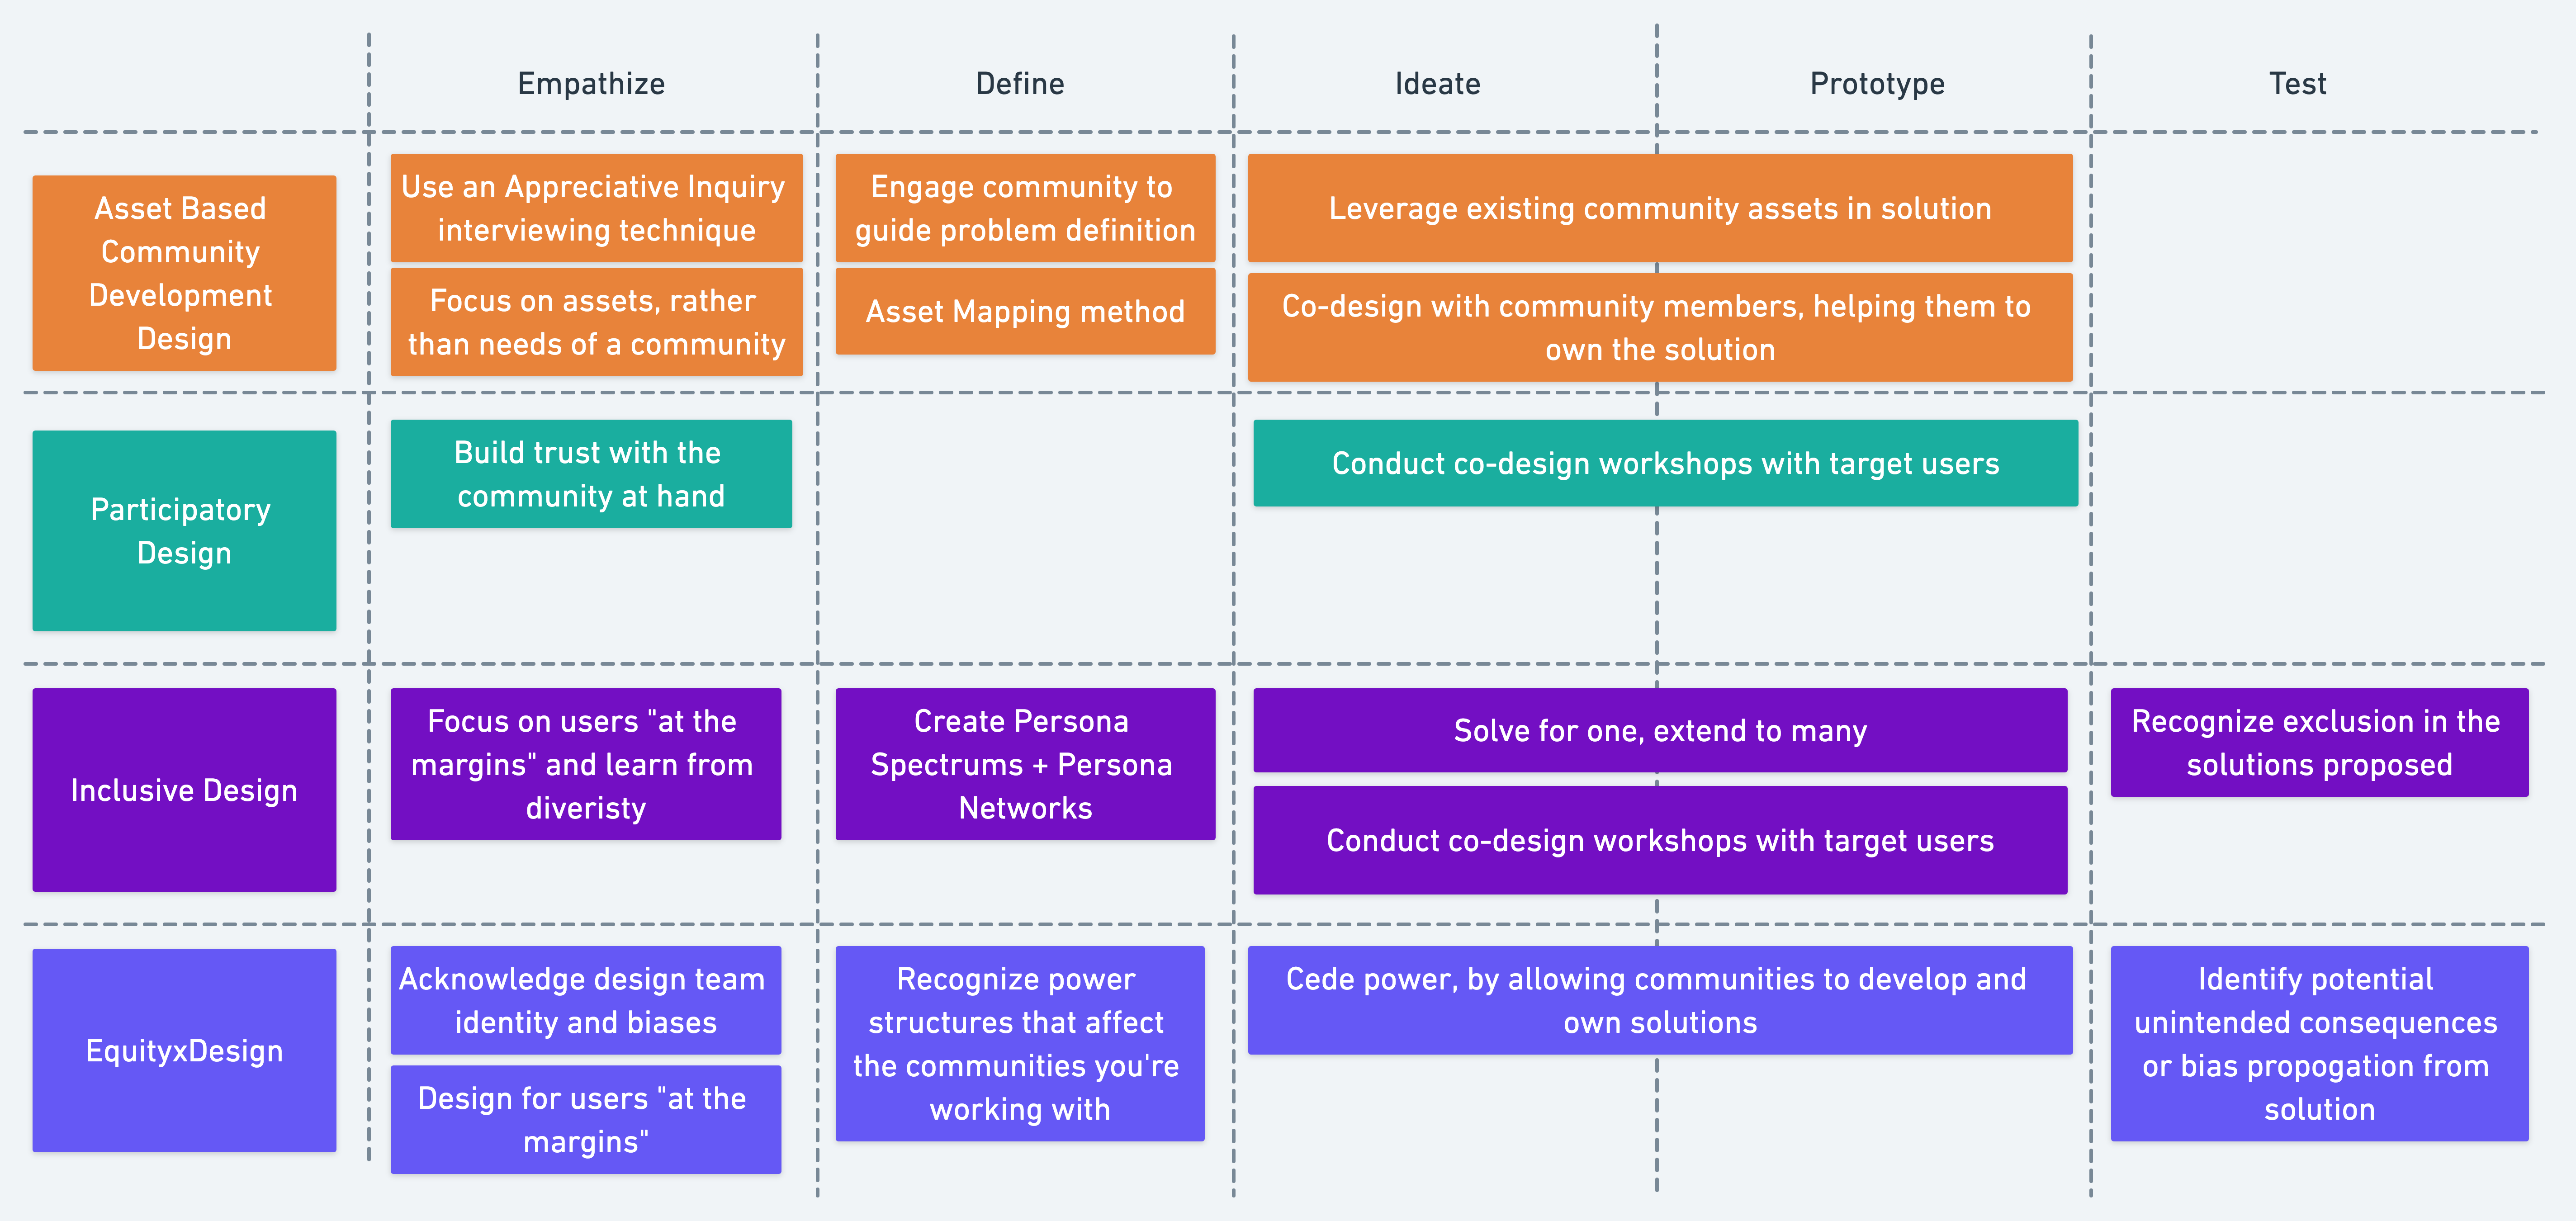 Empathize
Define
Ideate
Prototype
Test
Asset Based
Community
Development
Design
Use an Appreciative Inquiry
interviewing technique
Focus on assets, rather
than needs of a community
Engage community to
guide problem definition
Asset Mapping method
Leverage existing community assets in solution
Co-design with community members, helping them to
own the solution
Participatory
Design
Build trust with the
community at hand
Conduct co-design workshops with target users
Inclusive Design
Focus on users "at the
margins" and learn from
diveristy
Create Persona
Spectrums + Persona
Networks
Solve for one, extend to many
Conduct co-design workshops with target users
Recognize exclusion in the
solutions proposed
EquityxDesign
Acknowledge design team
identity and biases
Design for users "at the
margins"
Recognize power
structures that affect
the communities you're
working with
Cede power, by allowing communities to develop and
own solutions
Identify potential
unintended consequences
or bias propogation from
solution